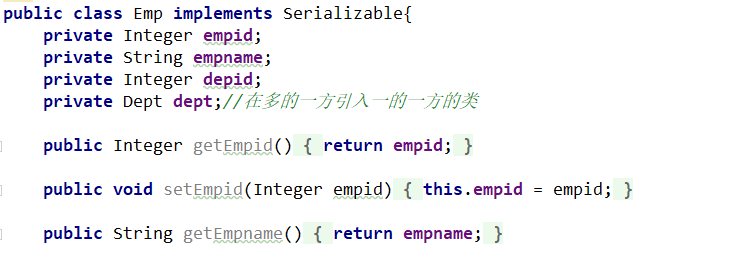 public class Emp implements Serializable{
    private Integer empid;
    private String empname;
    private Integer depid;
    private Dept dept;//在多的一方引入一的一方的类
    public Integer getEmpid() { return empid; }
    public void setEmpid(Integer empid) { this.empid = empid; }
    public String getEmpname() { return empname; }